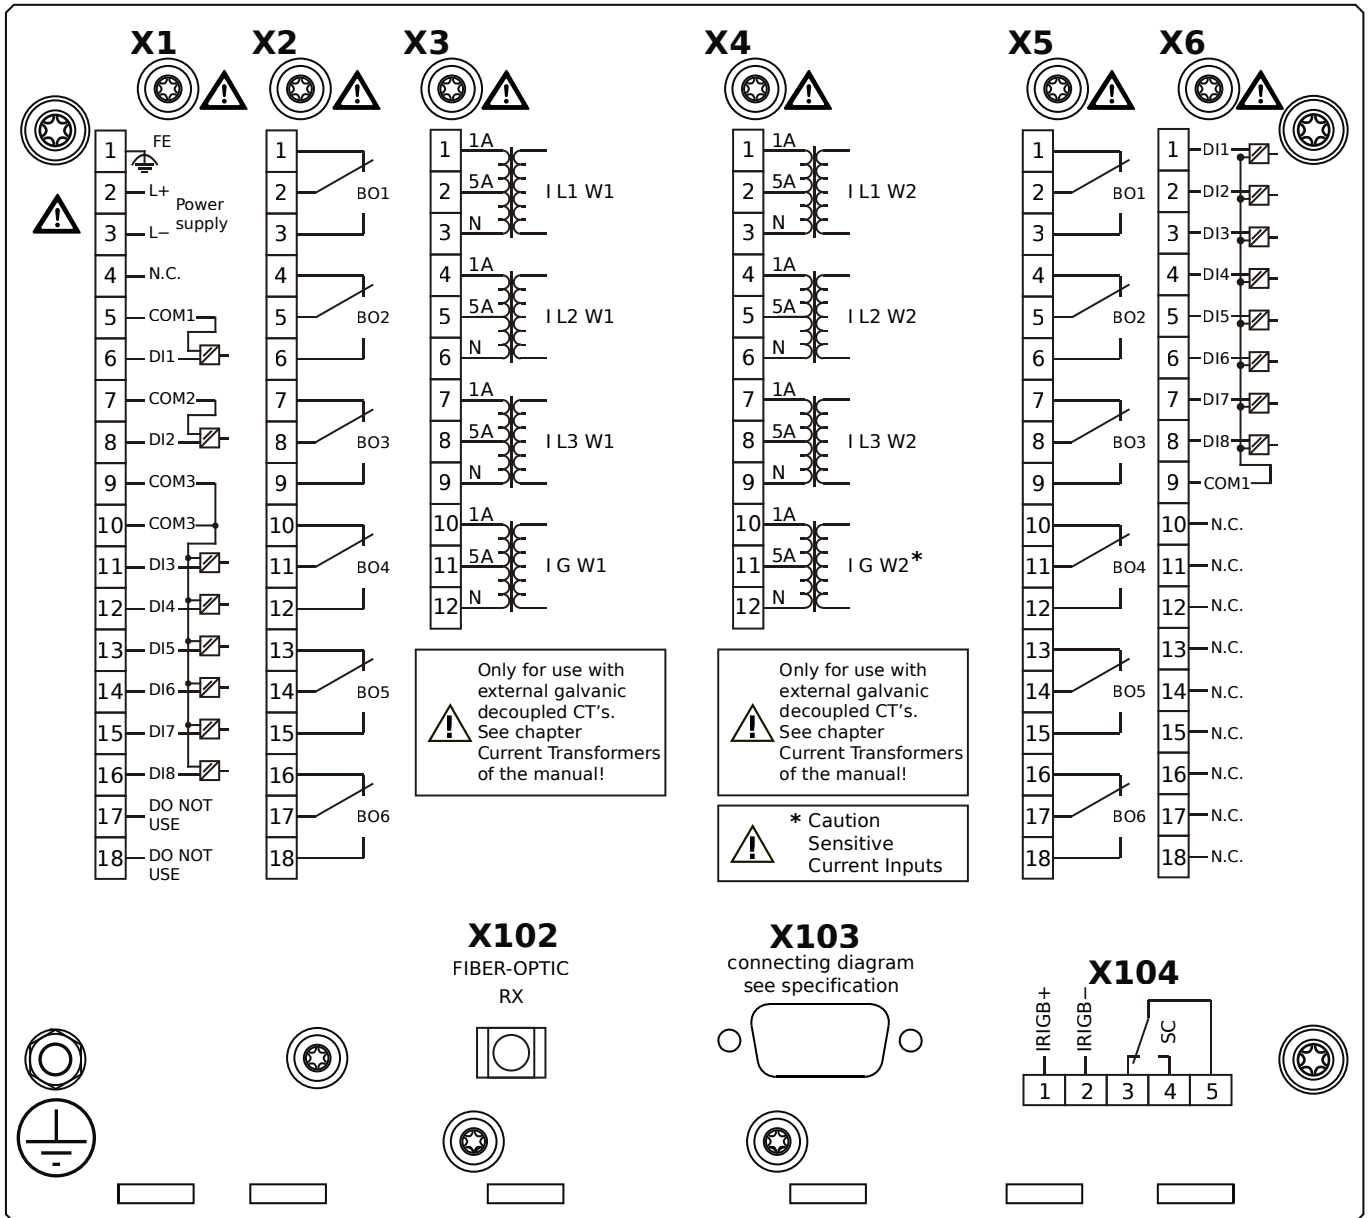 X1
X2
X3
X4
X5
X6
1 FE
2 L+
Power
supply
3 L−
4 N.C.
5 COM1
6 DI1
7 COM2
8 DI2
9 COM3
10 COM3
11 DI3
12 DI4
13 DI5
14 DI6
15 DI7
16 DI8
17 DO NOT
USE
18 DO NOT
USE
1
2 BO1
3
4
5 BO2
6
7
8 BO3
9
10
11 BO4
12
13
14 BO5
15
16
17 BO6
18
1 1A
2 5A I L1 W1
3 N
4 1A
5 5A I L2 W1
6 N
7 1A
8 5A I L3 W1
9 N
10 1A
11 5A I G W1
12 N
Only for use with
external galvanic
decoupled CT's.
See chapter
Current Transformers
of the manual!
1 1A
2 5A I L1 W2
3 N
4 1A
5 5A I L2 W2
6 N
7 1A
8 5A I L3 W2
9 N
10 1A
11 5A I G W2*
12 N
Only for use with
external galvanic
decoupled CT's.
See chapter
Current Transformers
of the manual!
* Caution
Sensitive
Current Inputs
1
2 BO1
3
4
5 BO2
6
7
8 BO3
9
10
11 BO4
12
13
14 BO5
15
16
17 BO6
18
1 DI1
2 DI2
3 DI3
4 DI4
5 DI5
6 DI6
7 DI7
8 DI8
9 COM1
10 N.C.
11 N.C.
12 N.C.
13 N.C.
14 N.C.
15 N.C.
16 N.C.
17 N.C.
18 N.C.
X102
FIBER-OPTIC
RX
X103
connecting diagram
see specification
X104
IRIGB+
IRIGB−
SC
1 2 3 4 5